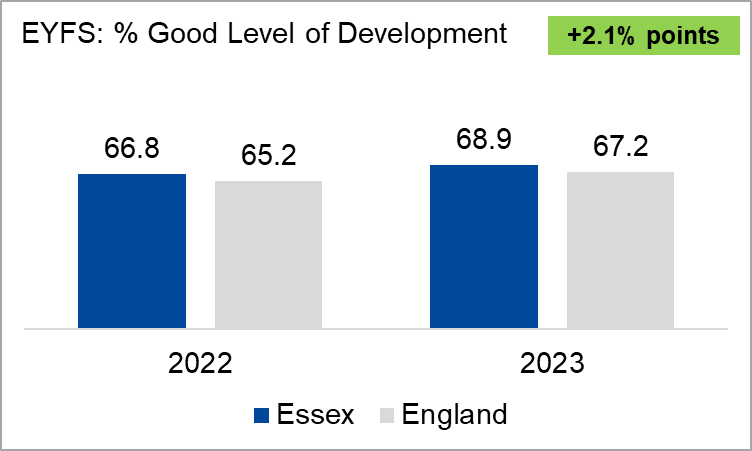 EYFS: % Good Level of Development
+2.1% points
66.8
65.2
68.9
67.2
2022
2023
Essex
England